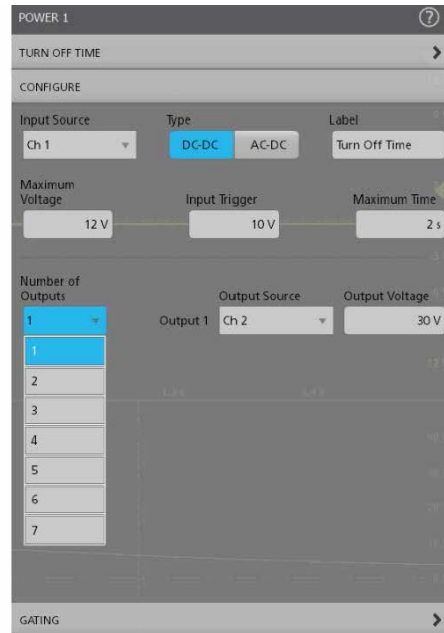 POWER 1
?
TURN OFF TIME
CONFIGURE
Input Source Type Label
Ch 1 DC-DC AC-DC Turn Off Time
Maximum
Voltage Input Trigger Maximum Time
12 V 10 V 2 s
Number of
Outputs Output Source Output Voltage
1 Output 1 Ch 2 30 V
1
2
3
4
5
6
7
GATING